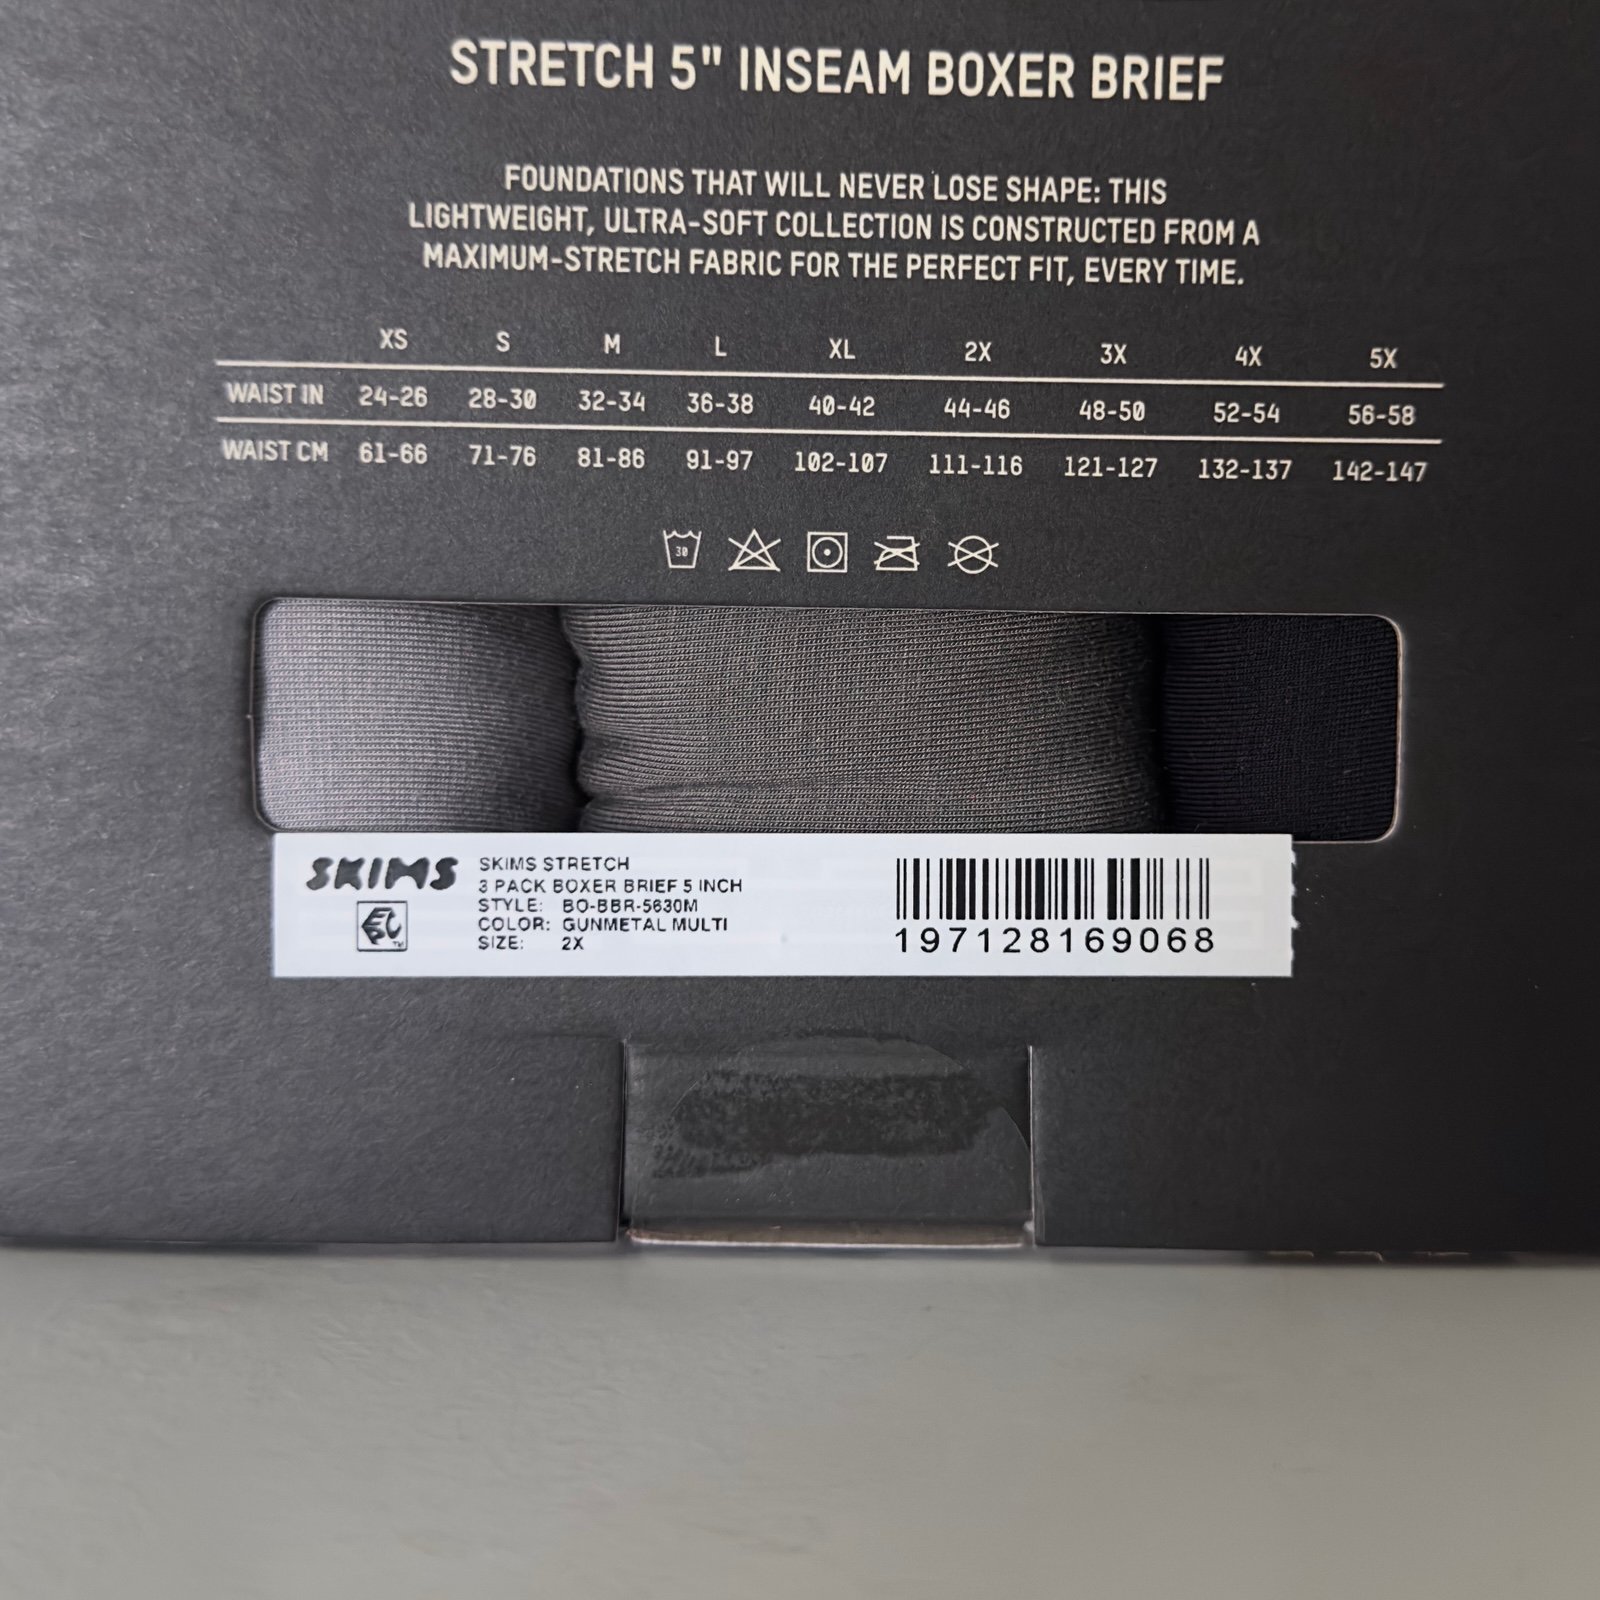 STRETCH 5" INSEAM BOXER BRIEF
FOUNDATIONS THAT WILL NEVER LOSE SHAPE: THIS
LIGHTWEIGHT, ULTRA-SOFT COLLECTION IS CONSTRUCTED FROM A
MAXIMUM-STRETCH FABRIC FOR THE PERFECT FIT, EVERY TIME.
XS S M L XL 2X 3X 4X 5X
WAIST IN 24-26 28-30 32-34 36-38 40-42 44-46 48-50 52-54 56-58
WAIST CM 61-66 71-76 81-86 91-97 102-107 111-116 121-127 132-137 142-147
30
SKIMS
SKIMS STRETCH
3 PACK BOXER BRIEF 5 INCH
STYLE: BO-BBR-5630M
COLOR: GUNMETAL MULTI
SIZE: 2X
197128169068